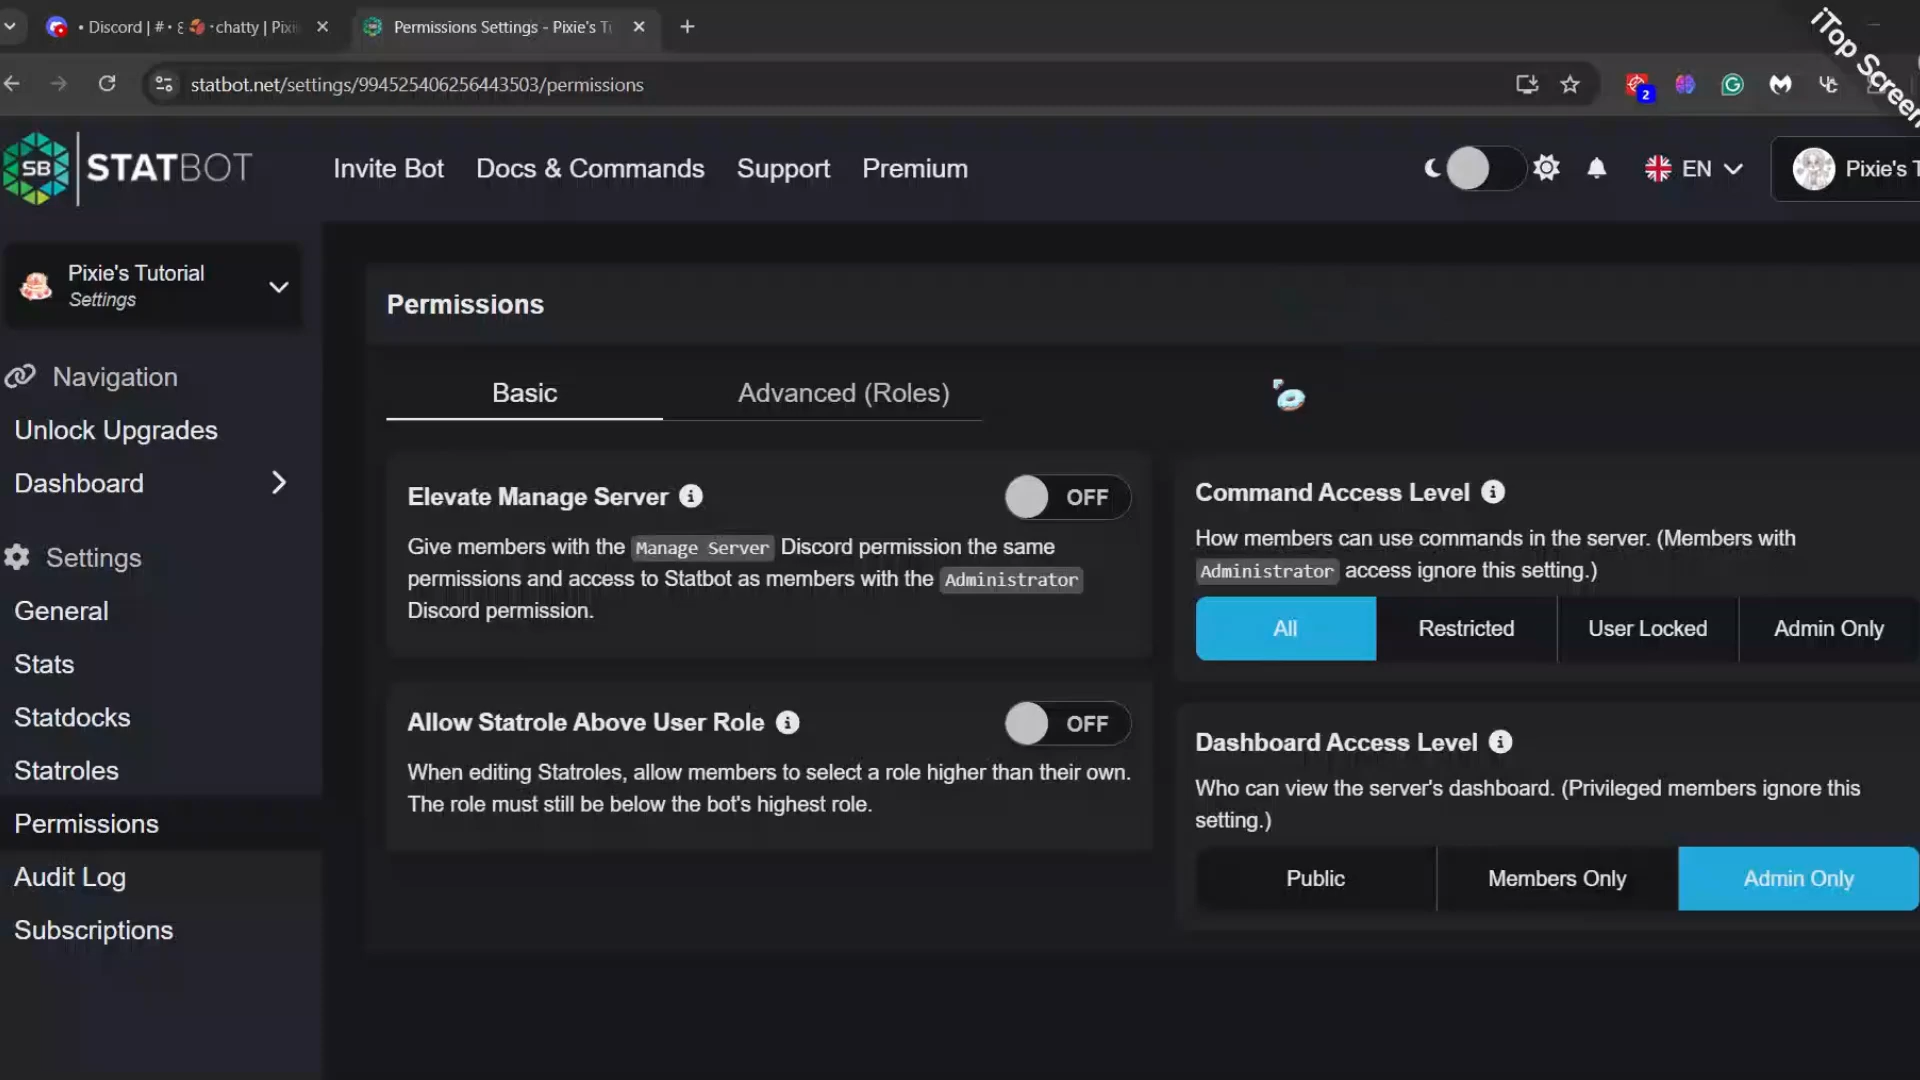 • Discord | # • chatty | Pixi
Permissions Settings - Pixie's T
iTop Screen
statbot.net/settings/994525406256443503/permissions
2
SB STATBOT
Invite Bot
Docs & Commands
Support
Premium
EN
Pixie's T
Pixie's Tutorial
Settings
Navigation
Unlock Upgrades
Dashboard
Settings
General
Stats
Statdocks
Statroles
Permissions
Audit Log
Subscriptions
Permissions
Basic
Advanced (Roles)
Elevate Manage Server
OFF
Give members with the Manage Server Discord permission the same
permissions and access to Statbot as members with the Administrator
Discord permission.
Allow Statrole Above User Role
OFF
When editing Statroles, allow members to select a role higher than their own.
The role must still be below the bot's highest role.
Command Access Level
How members can use commands in the server. (Members with
Administrator access ignore this setting.)
All
Restricted
User Locked
Admin Only
Dashboard Access Level
Who can view the server's dashboard. (Privileged members ignore this
setting.)
Public
Members Only
Admin Only